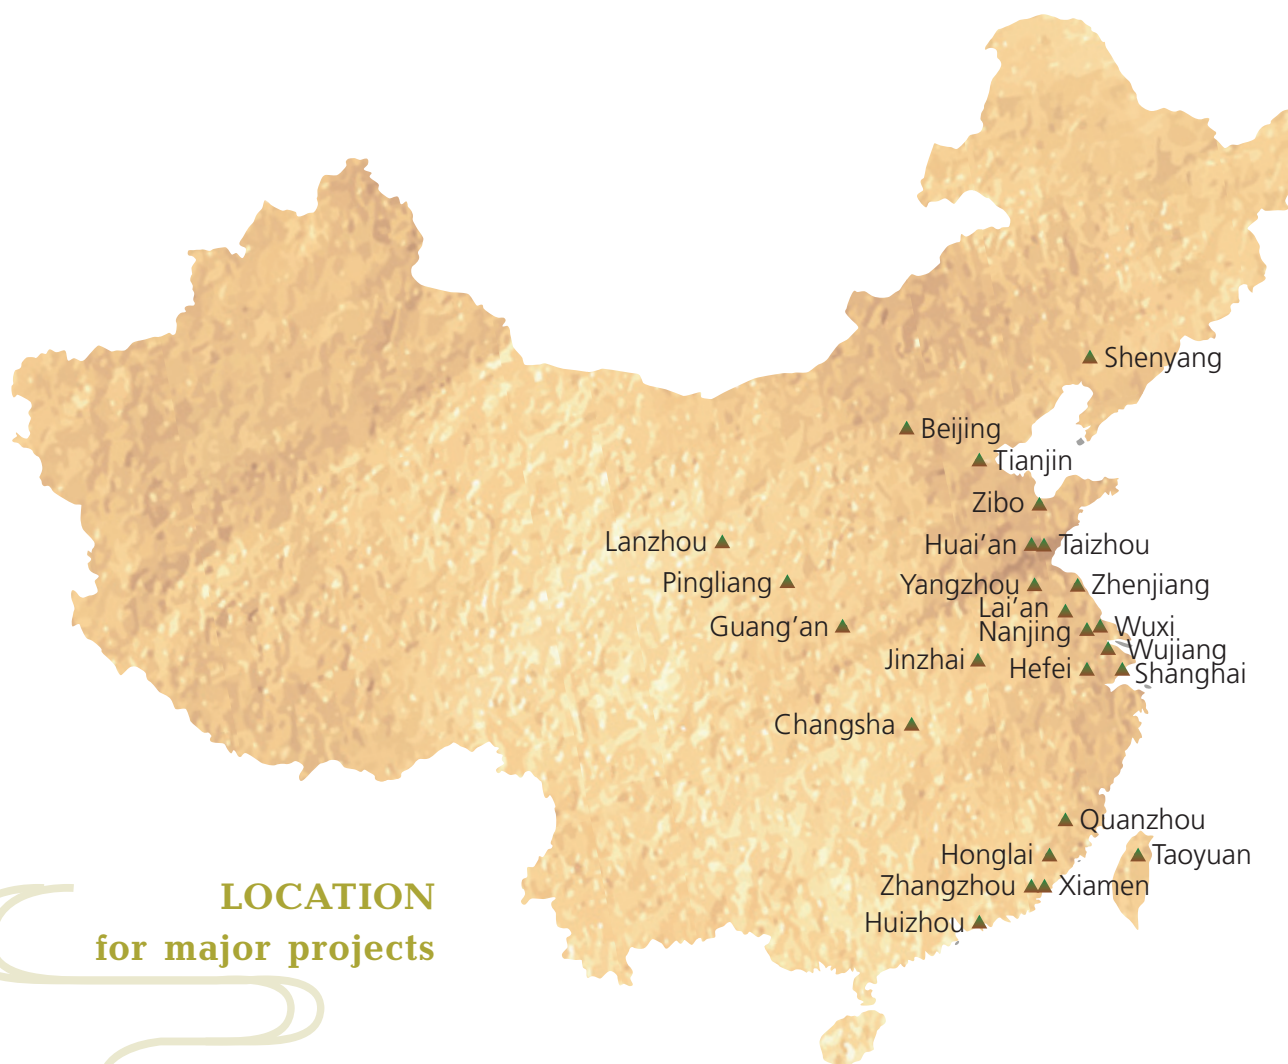 Shenyang
Beijing
Tianjin
Zibo
Lanzhou
Huai’an
Taizhou
Pingliang
Yangzhou
Zhenjiang
Lai’an
Guang’an
Nanjing
Wuxi
Wujiang
Jinzhai
Hefei
Shanghai
Changsha
Quanzhou
Honglai
Taoyuan
Zhangzhou
Xiamen
Huizhou
LOCATION
for major projects